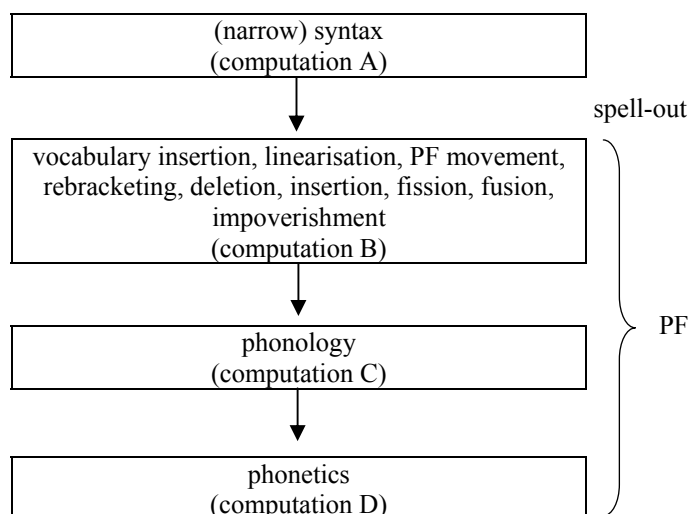 (narrow) syntax
(computation A)
spell-out
vocabulary insertion, linearisation, PF movement,
rebracketing, deletion, insertion, fission, fusion,
impoverishment
(computation B)
PF
phonology
(computation C)
phonetics
(computation D)